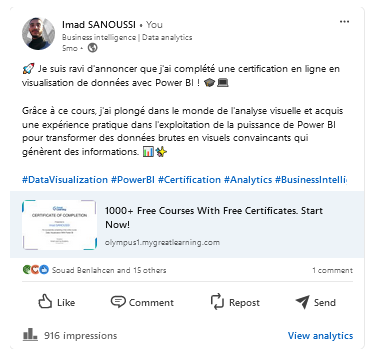 Imad SANOUSSI • You
Business intelligence | Data analytics
5mo •
🚀 Je suis ravi d'annoncer que j'ai complété une certification en ligne en
visualisation de données avec Power BI ! 🎓💻
Grâce à ce cours, j'ai plongé dans le monde de l'analyse visuelle et acquis
une expérience pratique dans l'exploitation de la puissance de Power BI
pour transformer des données brutes en visuels convaincants qui
génèrent des informations. 📊✨
#DataVisualization #PowerBI #Certification #Analytics #BusinessIntelli
CERTIFICATE OF COMPLETION
1000+ Free Courses With Free Certificates. Start
Now!
olympus1.mygreatlearning.com
Souad Benlahcen and 15 others
1 comment
Like
Comment
Repost
Send
916 impressions
View analytics